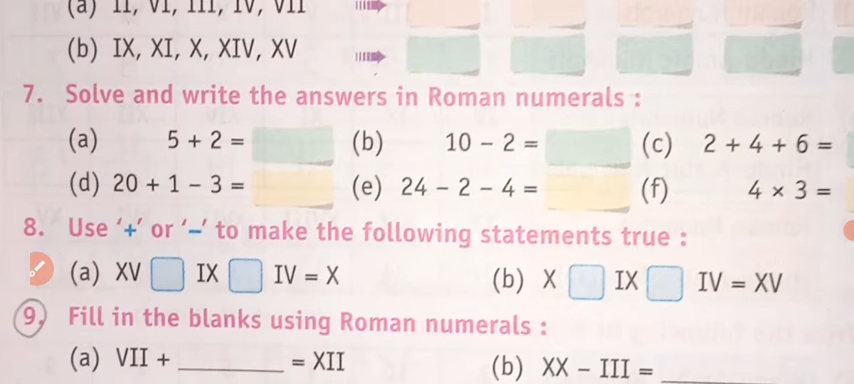 (a) II, VI, III, IV, VII
(b) IX, XI, X, XIV, XV
7. Solve and write the answers in Roman numerals :
(a) 5 + 2 = (b) 10 − 2 = (c) 2 + 4 + 6 =
(d) 20 + 1 − 3 = (e) 24 − 2 − 4 = (f) 4 × 3 =
8. Use '+' or '−' to make the following statements true :
(a) XV IX IV = X (b) X IX IV = XV
9. Fill in the blanks using Roman numerals :
(a) VII + ________ = XII (b) XX − III = ________